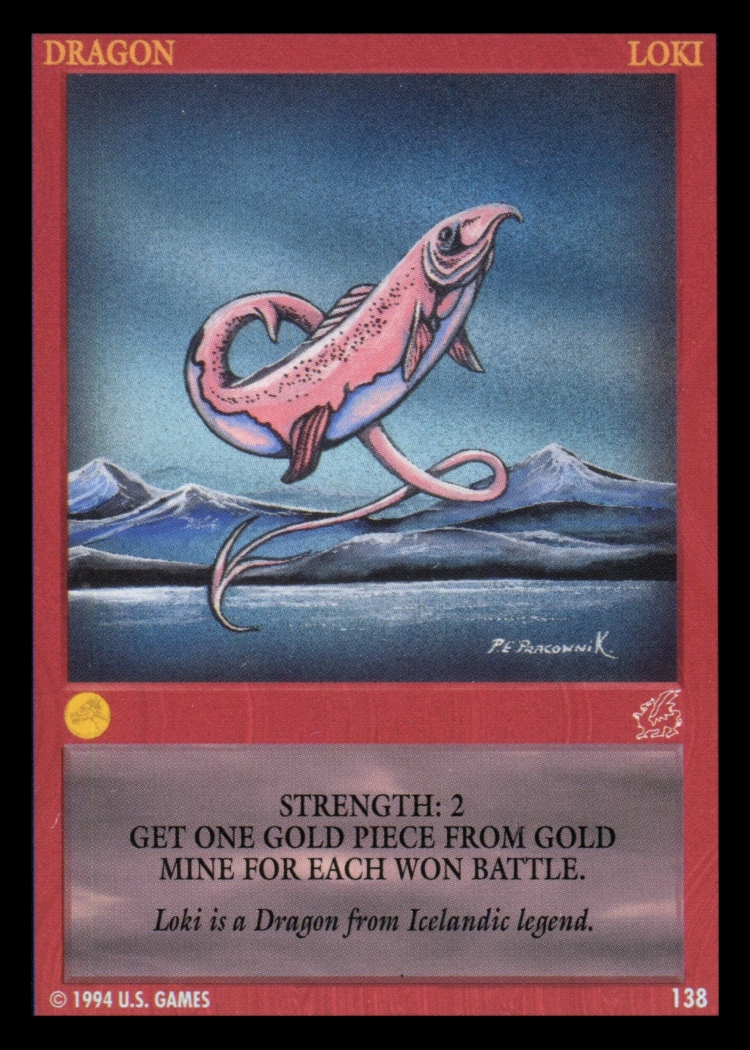 DRAGON LOKI
P.E PRACOWNIK
STRENGTH: 2
GET ONE GOLD PIECE FROM GOLD
MINE FOR EACH WON BATTLE.
Loki is a Dragon from Icelandic legend.
© 1994 U.S. GAMES 138